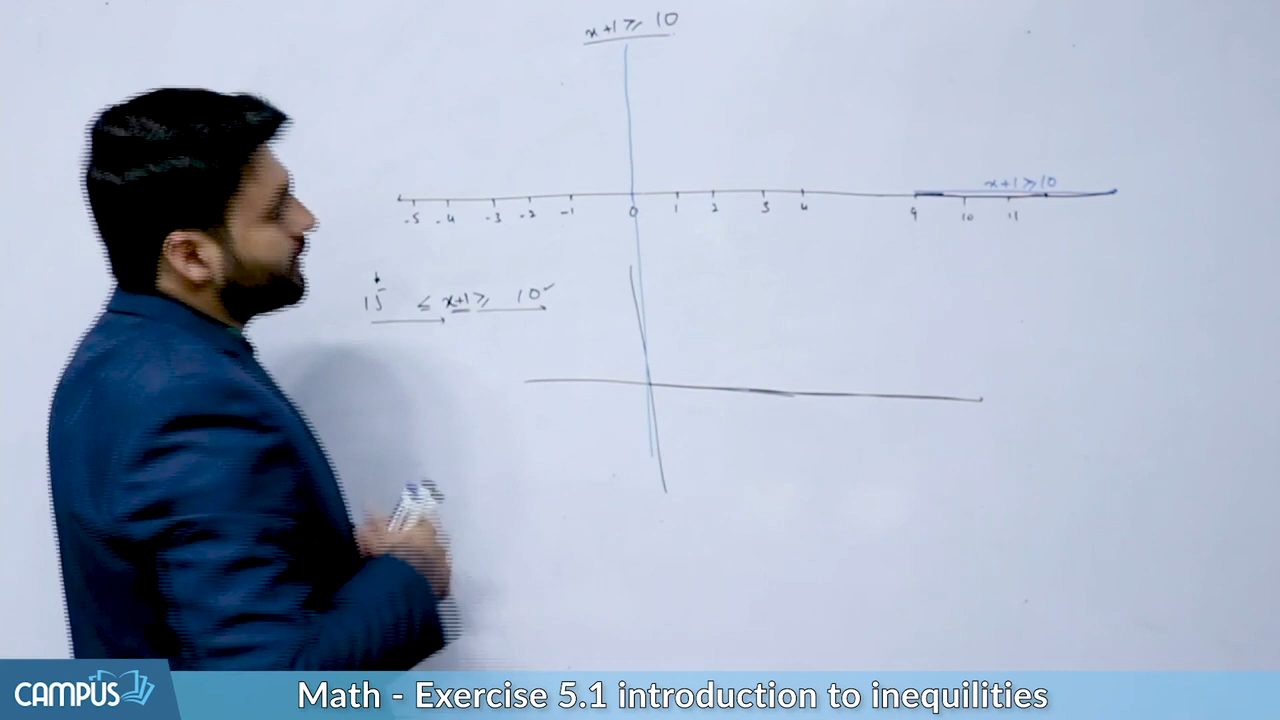 x+1 ≥ 10
x+1 ≥ 10
-5 -4 -3 -2 -1 0 1 2 3 4 9 10 11
15 ≤ x+1 ≥ 10
CAMPUS
Math - Exercise 5.1 introduction to inequilities